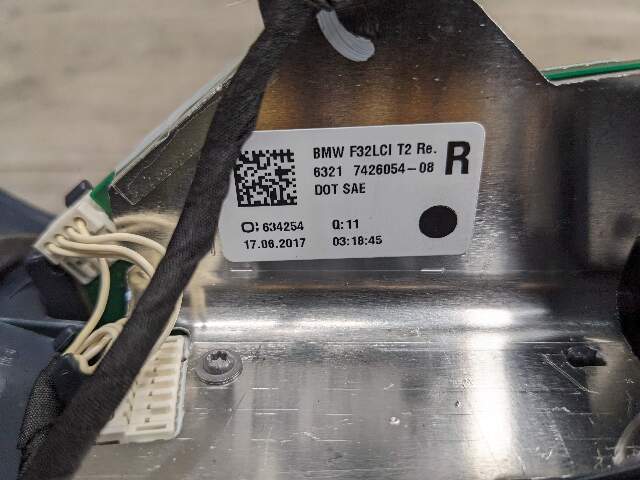 BMW F32LCI T2 Re.
6321 7426054-08 R
DOT SAE
O: 634254 Q: 11
17.06.2017 03:18:45